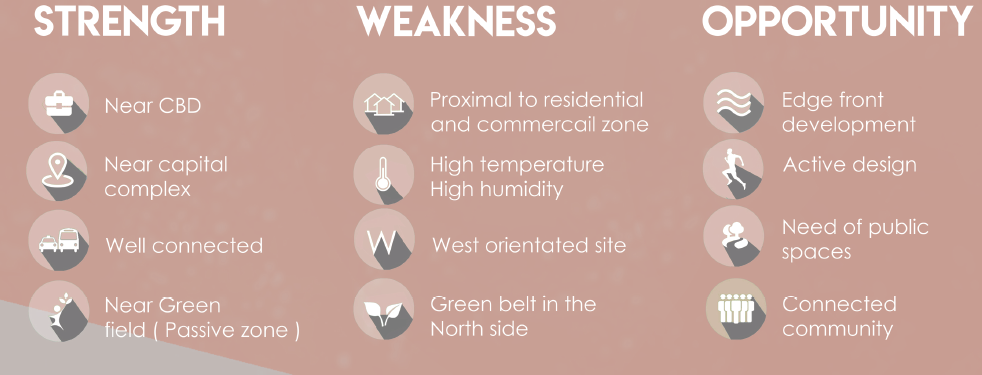 STRENGTH
Near CBD
Near capital
complex
Well connected
Near Green
field ( Passive zone )
WEAKNESS
Proximal to residential
and commercail zone
High temperature
High humidity
W
West orientated site
Green belt in the
North side
OPPORTUNITY
Edge front
development
Active design
Need of public
spaces
Connected
community